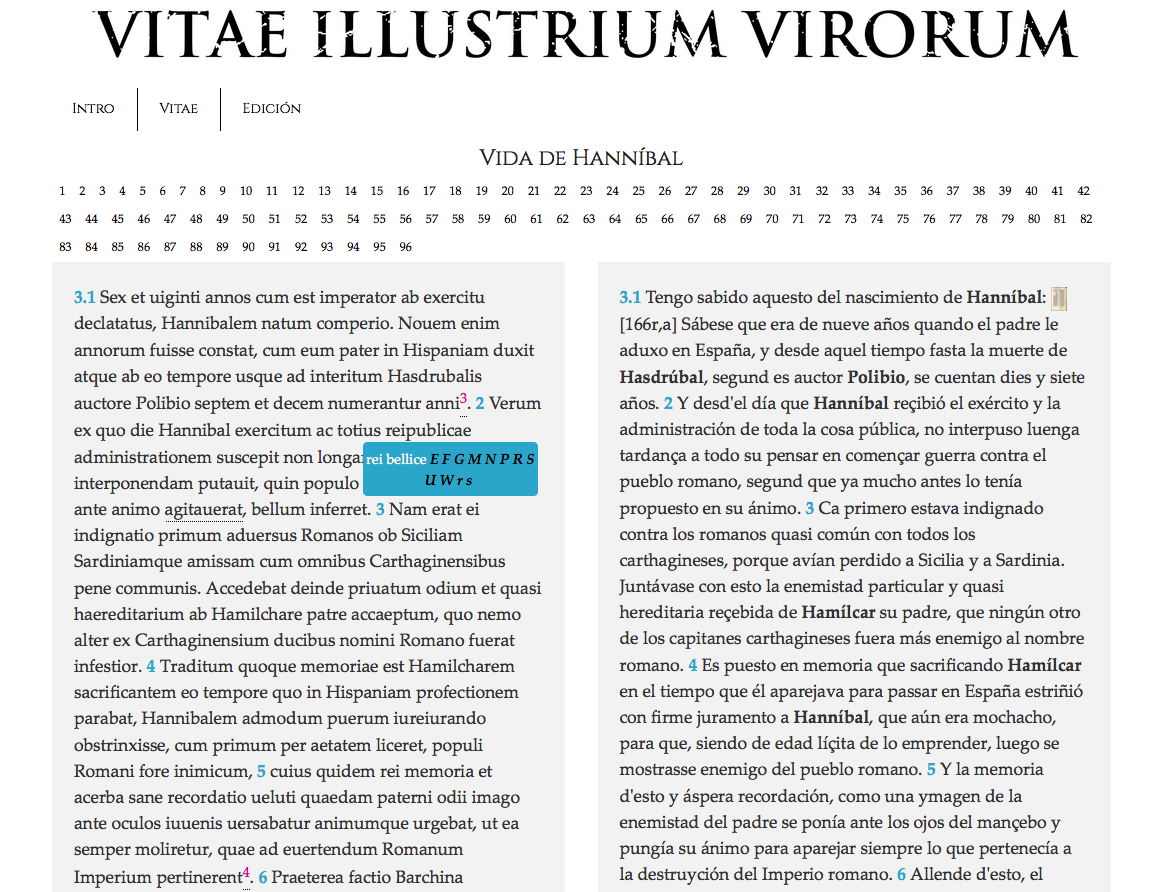 VITAE ILLUSTRIUM VIRORUM
Intro
Vitae
Edición
Vida de Hanníbal
1 2 3 4 5 6 7 8 9 10 11 12 13 14 15 16 17 18 19 20 21 22 23 24 25 26 27 28 29 30 31 32 33 34 35 36 37 38 39 40 41 42
43 44 45 46 47 48 49 50 51 52 53 54 55 56 57 58 59 60 61 62 63 64 65 66 67 68 69 70 71 72 73 74 75 76 77 78 79 80 81 82
83 84 85 86 87 88 89 90 91 92 93 94 95 96
3.1 Sex et uiginti annos cum est imperator ab exercitu
declatatus, Hannibalem natum comperio. Nouem enim
annorum fuisse constat, cum eum pater in Hispaniam duxit
atque ab eo tempore usque ad interitum Hasdrubalis
auctore Polibio septem et decem numerantur anni3. 2 Verum
ex quo die Hannibal exercitum ac totius reipublicae
administrationem suscepit non longa
interponendam putauit, quin populo
ante animo agitauerat, bellum inferret. 3 Nam erat ei
indignatio primum aduersus Romanos ob Siciliam
Sardiniamque amissam cum omnibus Carthaginensibus
pene communis. Accedebat deinde priuatum odium et quasi
haereditarium ab Hamilchare patre accaeptum, quo nemo
alter ex Carthaginensium ducibus nomini Romano fuerat
infestior. 4 Traditum quoque memoriae est Hamilcharem
sacrificantem eo tempore quo in Hispaniam profectionem
parabat, Hannibalem admodum puerum iureiurando
obstrinxisse, cum primum per aetatem liceret, populi
Romani fore inimicum, 5 cuius quidem rei memoria et
acerba sane recordatio ueluti quaedam paterni odii imago
ante oculos iuuenis uersabatur animumque urgebat, ut ea
semper moliretur, quae ad euertendum Romanum
Imperium pertinerent4. 6 Praeterea factio Barchina
rei bellice E F G M N P R S
U W r s
3.1 Tengo sabido aquesto del nascimiento de Hanníbal:
[166r,a] Sábese que era de nueve años quando el padre le
aduxo en España, y desde aquel tiempo fasta la muerte de
Hasdrúbal, segund es auctor Polibio, se cuentan dies y siete
años. 2 Y desd'el día que Hanníbal reçibió el exército y la
administración de toda la cosa pública, no interpuso luenga
tardança a todo su pensar en començar guerra contra el
pueblo romano, segund que ya mucho antes lo tenía
propuesto en su ánimo. 3 Ca primero estava indignado
contra los romanos quasi común con todos los
carthagineses, porque avían perdido a Sicilia y a Sardinia.
Juntávase con esto la enemistad particular y quasi
hereditaria reçebida de Hamílcar su padre, que ningún otro
de los capitanes carthagineses fuera más enemigo al nombre
romano. 4 Es puesto en memoria que sacrificando Hamílcar
en el tiempo que él aparejava para passar en España estriñió
con firme juramento a Hanníbal, que aún era mochacho,
para que, siendo de edad líçita de lo emprender, luego se
mostrasse enemigo del pueblo romano. 5 Y la memoria
d'esto y áspera recordación, como una ymagen de la
enemistad del padre se ponía ante los ojos del mançebo y
pungía su ánimo para aparejar siempre lo que pertenecía a
la destruyción del Imperio romano. 6 Allende d'esto, el